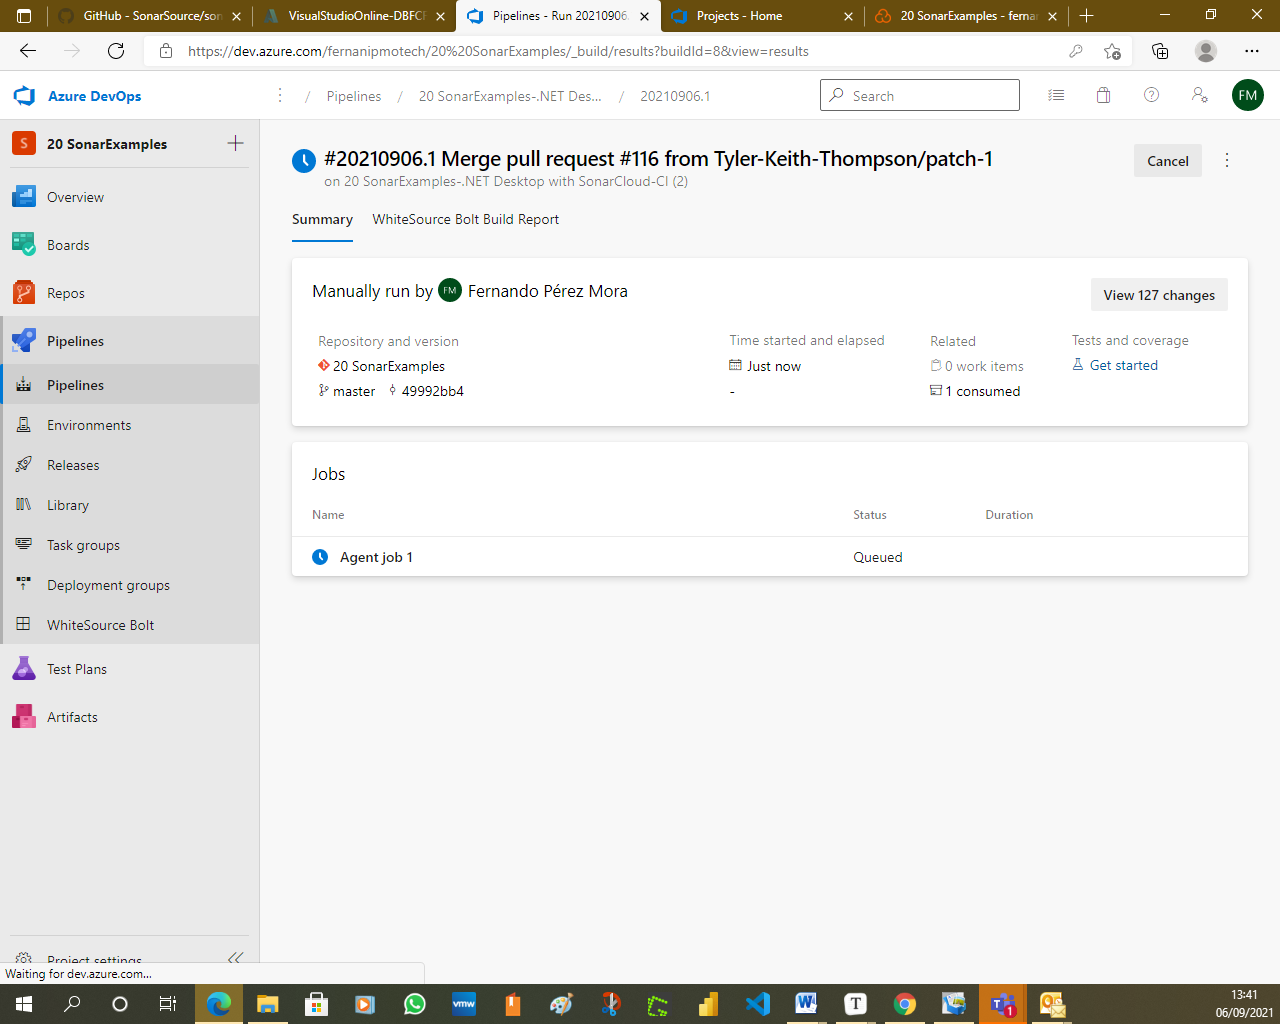 GitHub - SonarSource/son
VisualStudioOnline-DBFCF
Pipelines - Run 20210906.
Projects - Home
20 SonarExamples - fernan
https://dev.azure.com/fernanipmotech/20%20SonarExamples/_build/results?buildId=8&view=results
Azure DevOps
/ Pipelines / 20 SonarExamples-.NET Des... / 20210906.1
Search
FM
S
20 SonarExamples
#20210906.1 Merge pull request #116 from Tyler-Keith-Thompson/patch-1
Cancel
on 20 SonarExamples-.NET Desktop with SonarCloud-CI (2)
Overview
Boards
Repos
Pipelines
Pipelines
Environments
Releases
Library
Task groups
Deployment groups
WhiteSource Bolt
Test Plans
Artifacts
Project settings
Summary
WhiteSource Bolt Build Report
Manually run by FM Fernando Pérez Mora
View 127 changes
Repository and version
20 SonarExamples
master 49992bb4
Time started and elapsed
Just now
-
Related
0 work items
1 consumed
Tests and coverage
Get started
Jobs
Name Status Duration
Agent job 1 Queued
Waiting for dev.azure.com...
vmw
W
T
1
13:41
06/09/2021